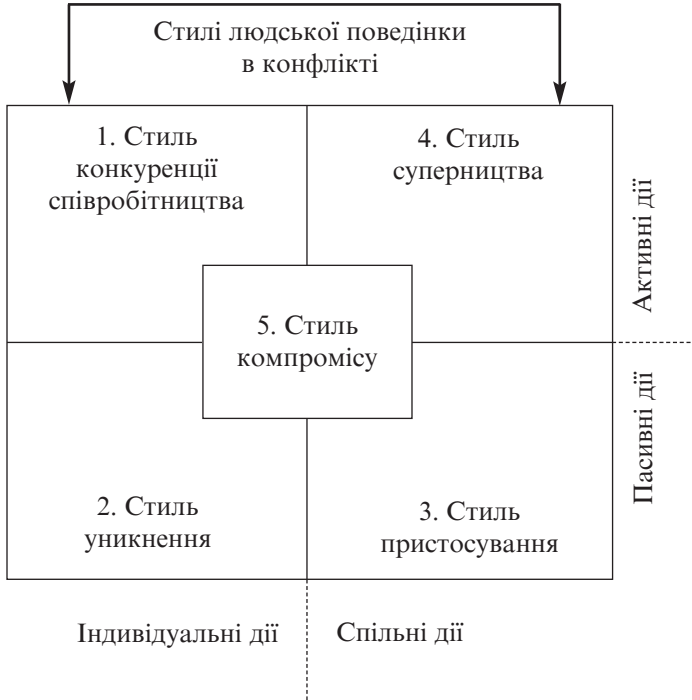 Стилі людської поведінки
в конфлікті
1. Стиль
конкуренції
співробітництва
4. Стиль
суперництва
Активні дії
5. Стиль
компромісу
Пасивні дії
2. Стиль
уникнення
3. Стиль
пристосування
Індивідуальні дії
Спільні дії